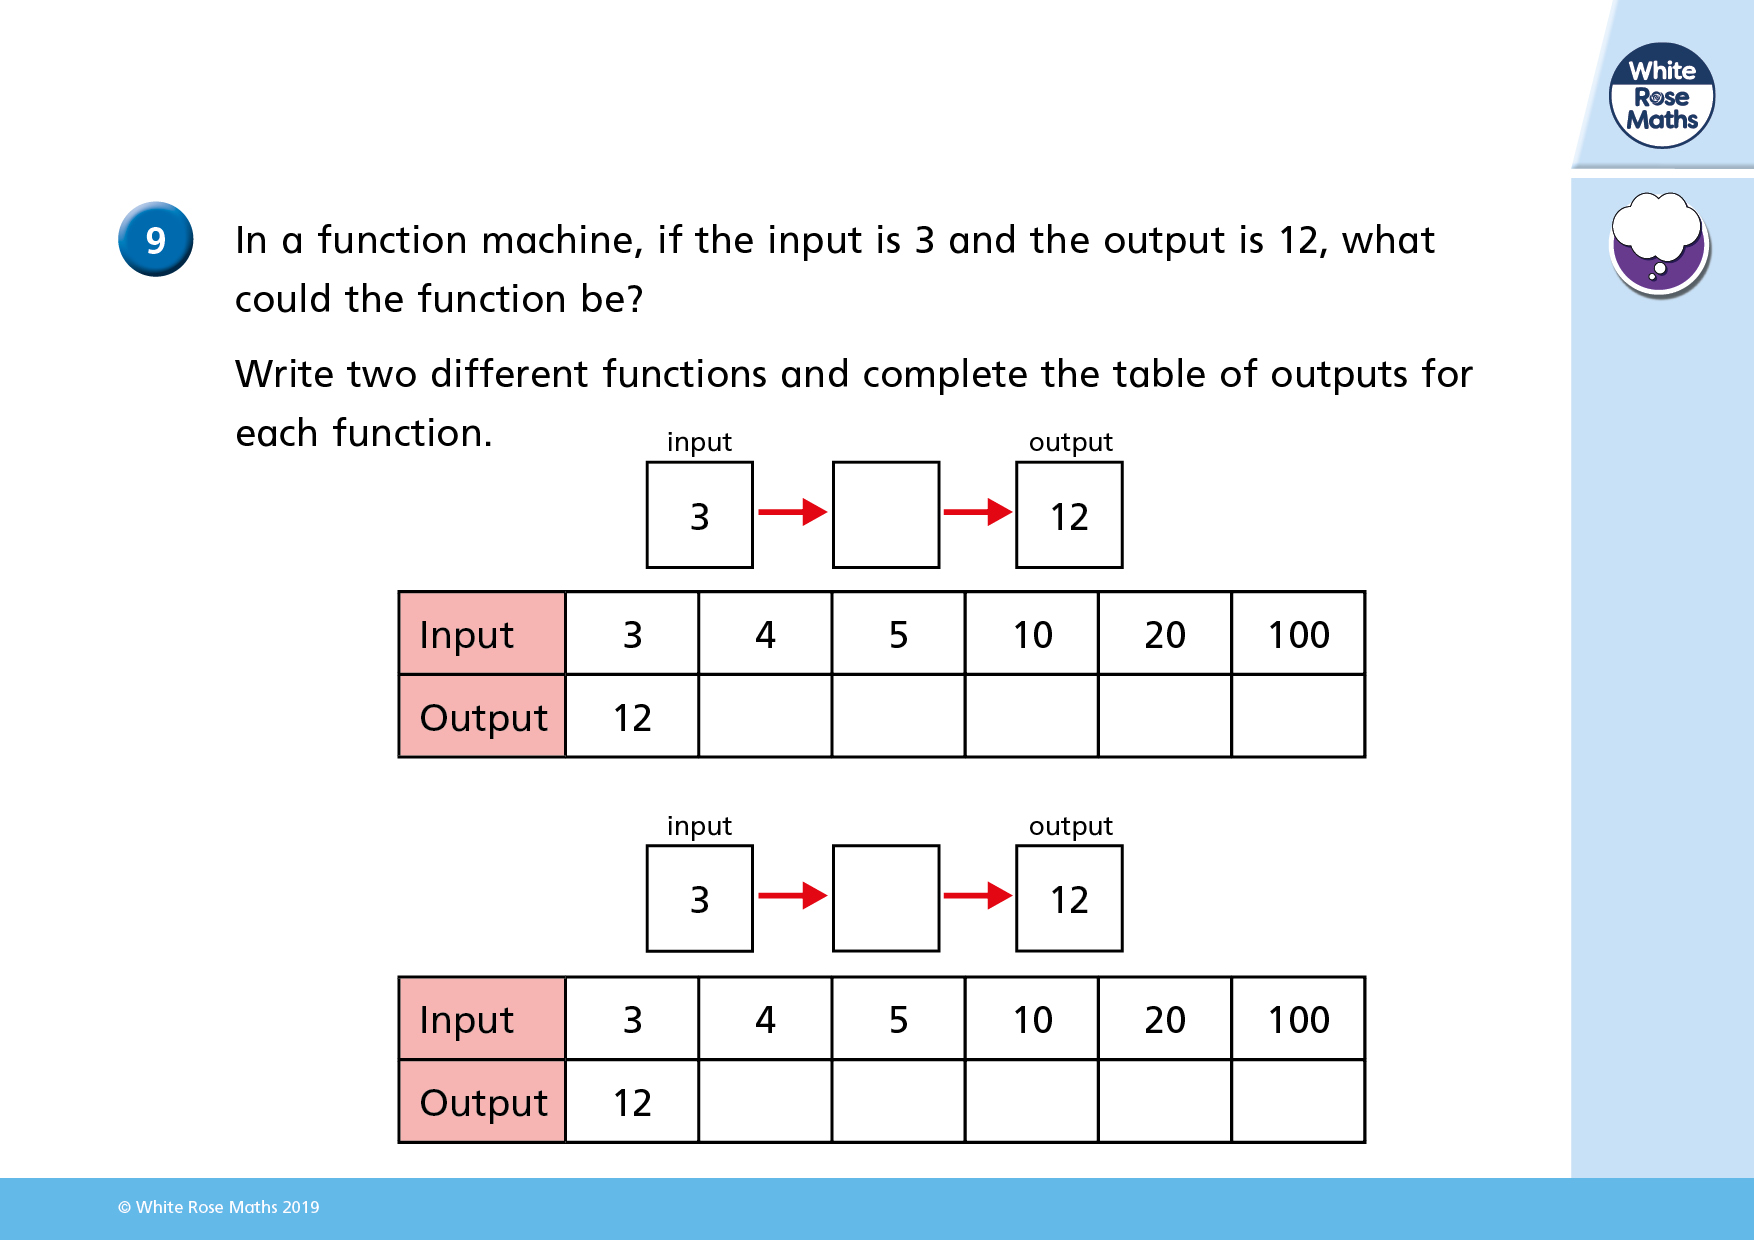 White
Rose
Maths
9
In a function machine, if the input is 3 and the output is 12, what
could the function be?
Write two different functions and complete the table of outputs for
each function.
input output
3 12
Input 3 4 5 10 20 100
Output 12
input output
3 12
Input 3 4 5 10 20 100
Output 12
© White Rose Maths 2019